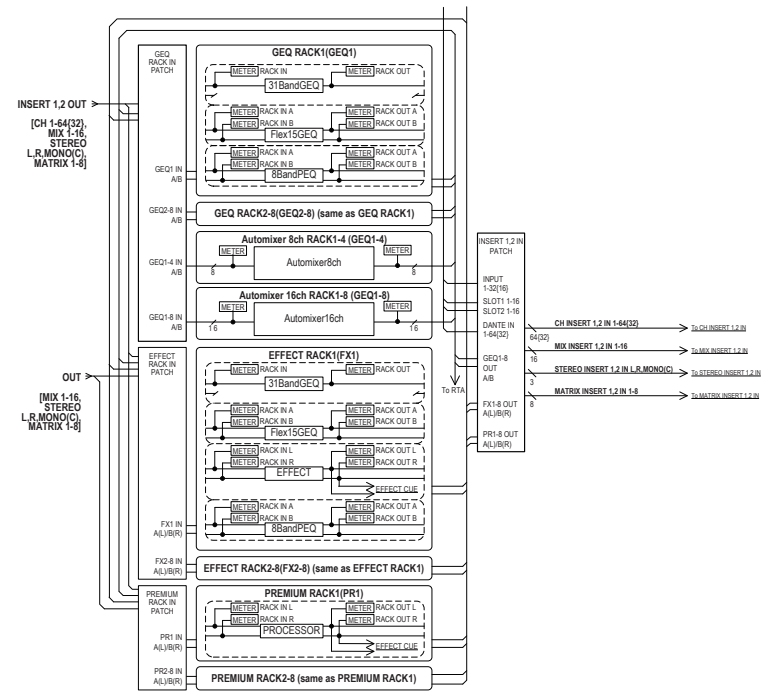 GEQ
RACK IN
PATCH
INSERT 1,2 OUT
[CH 1-64{32},
MIX 1-16,
STEREO
L,R,MONO(C),
MATRIX 1-8]
GEQ1 IN
A/B
GEQ2-8 IN
A/B
GEQ1-4 IN
A/B
GEQ1-8 IN
A/B
GEQ RACK1(GEQ1)
METER RACK IN METER RACK OUT
31BandGEQ
METER RACK IN A METER RACK OUT A
METER RACK IN B METER RACK OUT B
Flex15GEQ
METER RACK IN A METER RACK OUT A
METER RACK IN B METER RACK OUT B
8BandPEQ
GEQ RACK2-8(GEQ2-8) (same as GEQ RACK1)
Automixer 8ch RACK1-4 (GEQ1-4)
METER METER
Automixer8ch
8 8
Automixer 16ch RACK1-8 (GEQ1-8)
METER METER
Automixer16ch
16 16
EFFECT
RACK IN
PATCH
OUT
[MIX 1-16,
STEREO
L,R,MONO(C),
MATRIX 1-8]
FX1 IN
A(L)/B(R)
FX2-8 IN
A(L)/B(R)
EFFECT RACK1(FX1)
METER RACK IN METER RACK OUT
31BandGEQ
METER RACK IN A METER RACK OUT A
METER RACK IN B METER RACK OUT B
Flex15GEQ
METER RACK IN L METER RACK OUT L
METER RACK IN R METER RACK OUT R
EFFECT
EFFECT CUE
METER RACK IN A METER RACK OUT A
METER RACK IN B METER RACK OUT B
8BandPEQ
EFFECT RACK2-8(FX2-8) (same as EFFECT RACK1)
PREMIUM
RACK IN
PATCH
PR1 IN
A(L)/B(R)
PR2-8 IN
A(L)/B(R)
PREMIUM RACK1(PR1)
METER RACK IN L METER RACK OUT L
METER RACK IN R METER RACK OUT R
PROCESSOR
EFFECT CUE
PREMIUM RACK2-8 (same as PREMIUM RACK1)
To RTA
INSERT 1,2 IN
PATCH
INPUT
1-32{16}
SLOT1 1-16
SLOT2 1-16
DANTE IN
1-64{32}
GEQ1-8
OUT
A/B
FX1-8 OUT
A(L)/B(R)
PR1-8 OUT
A(L)/B(R)
CH INSERT 1,2 IN 1-64{32} To CH INSERT 1,2 IN
64{32}
MIX INSERT 1,2 IN 1-16 To MIX INSERT 1,2 IN
16
STEREO INSERT 1,2 IN L,R,MONO(C) To STEREO INSERT 1,2 IN
3
MATRIX INSERT 1,2 IN 1-8 To MATRIX INSERT 1,2 IN
8